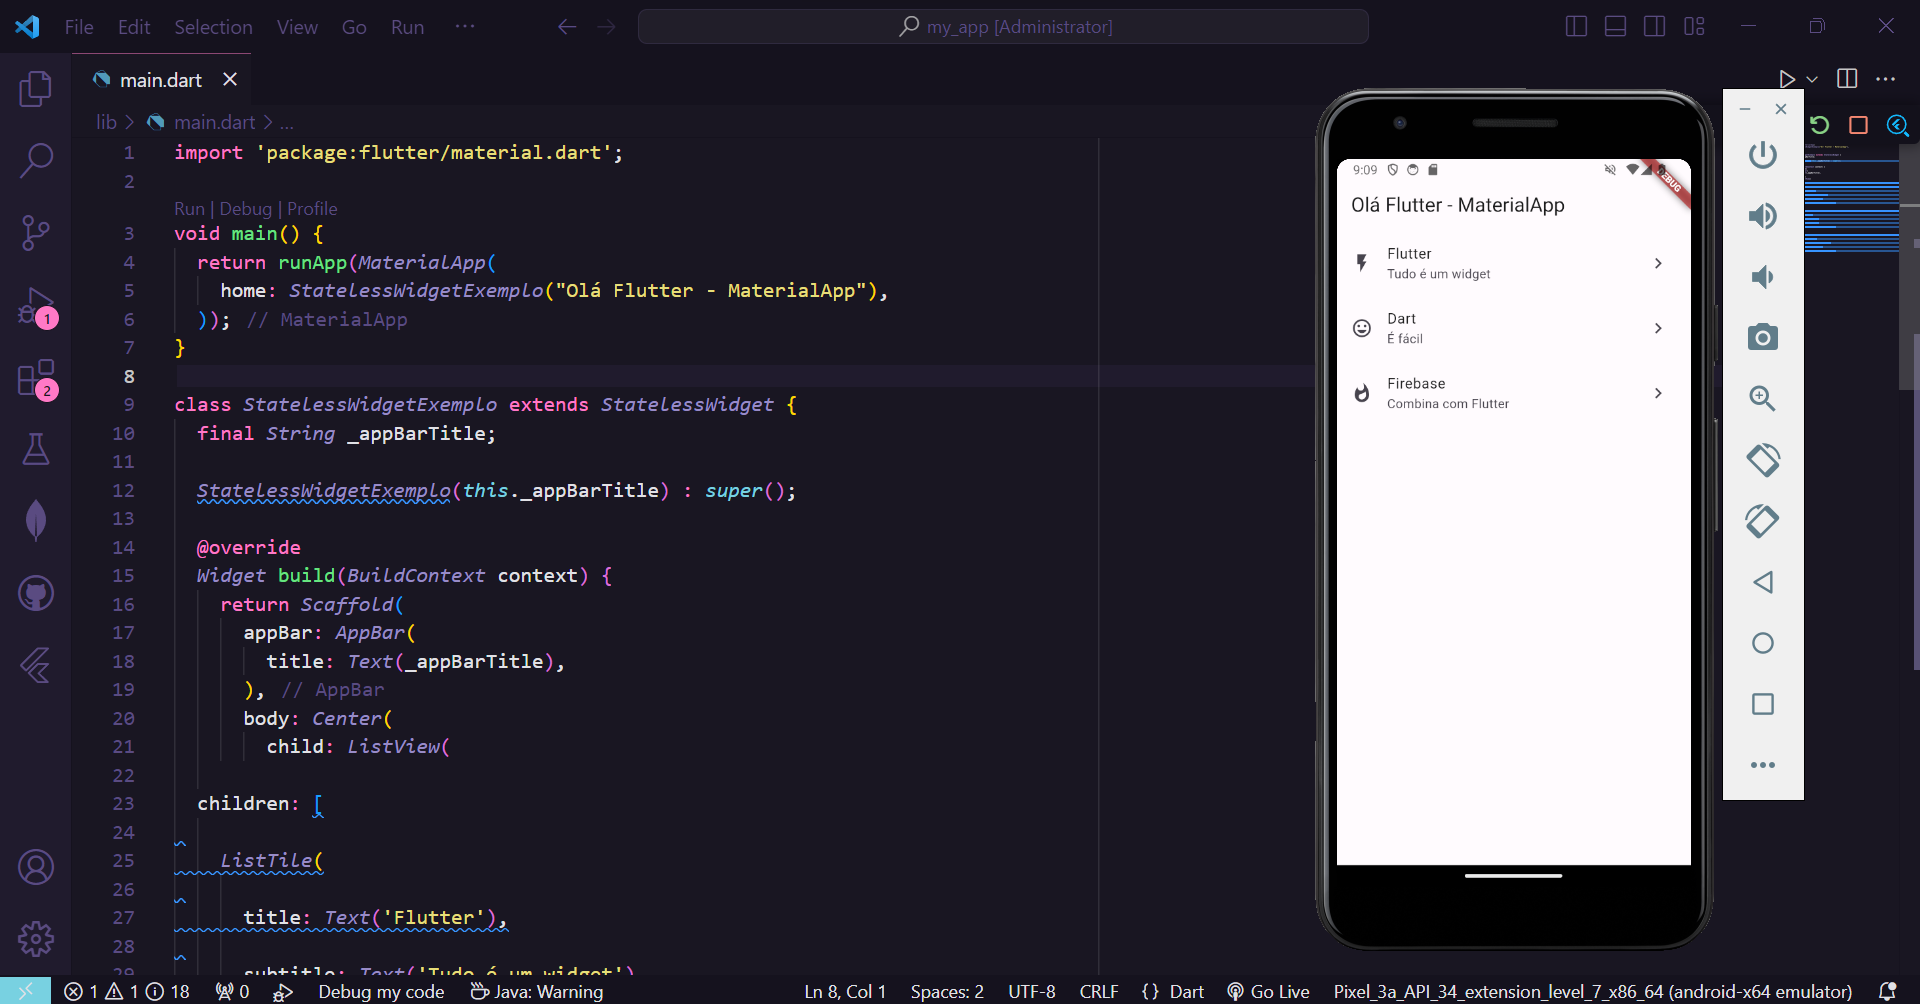 File Edit Selection View Go Run ... my_app [Administrator]
main.dart
lib > main.dart > ...
1 import 'package:flutter/material.dart';
2
Run | Debug | Profile
3 void main() {
4 return runApp(MaterialApp(
5 home: StatelessWidgetExemplo("Olá Flutter - MaterialApp"),
6 )); // MaterialApp
7 }
8
9 class StatelessWidgetExemplo extends StatelessWidget {
10 final String _appBarTitle;
11
12 StatelessWidgetExemplo(this._appBarTitle) : super();
13
14 @override
15 Widget build(BuildContext context) {
16 return Scaffold(
17 appBar: AppBar(
18 title: Text(_appBarTitle),
19 ), // AppBar
20 body: Center(
21 child: ListView(
22
23 children: [
24
25 ListTile(
26
27 title: Text('Flutter'),
28
29 subtitle: Text('Tudo é um widget')
1
2
9:09
Olá Flutter - MaterialApp
Flutter
Tudo é um widget
Dart
É fácil
Firebase
Combina com Flutter
1 1 18 0 Debug my code Java: Warning Ln 8, Col 1 Spaces: 2 UTF-8 CRLF {} Dart Go Live Pixel_3a_API_34_extension_level_7_x86_64 (android-x64 emulator)